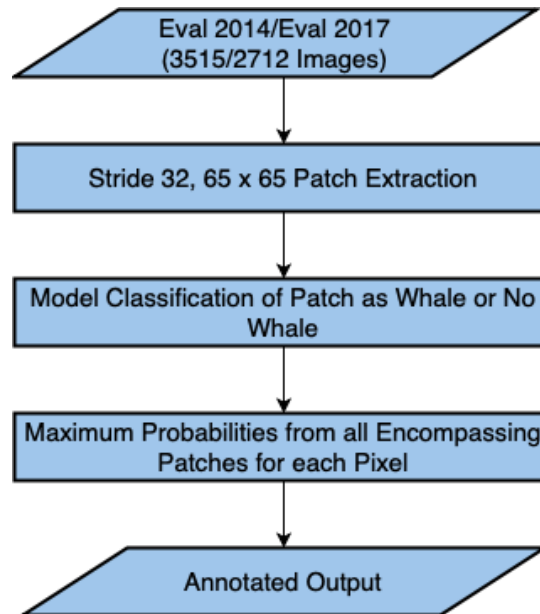 Eval 2014/Eval 2017
(3515/2712 Images)
Stride 32, 65 x 65 Patch Extraction
Model Classification of Patch as Whale or No
Whale
Maximum Probabilities from all Encompassing
Patches for each Pixel
Annotated Output